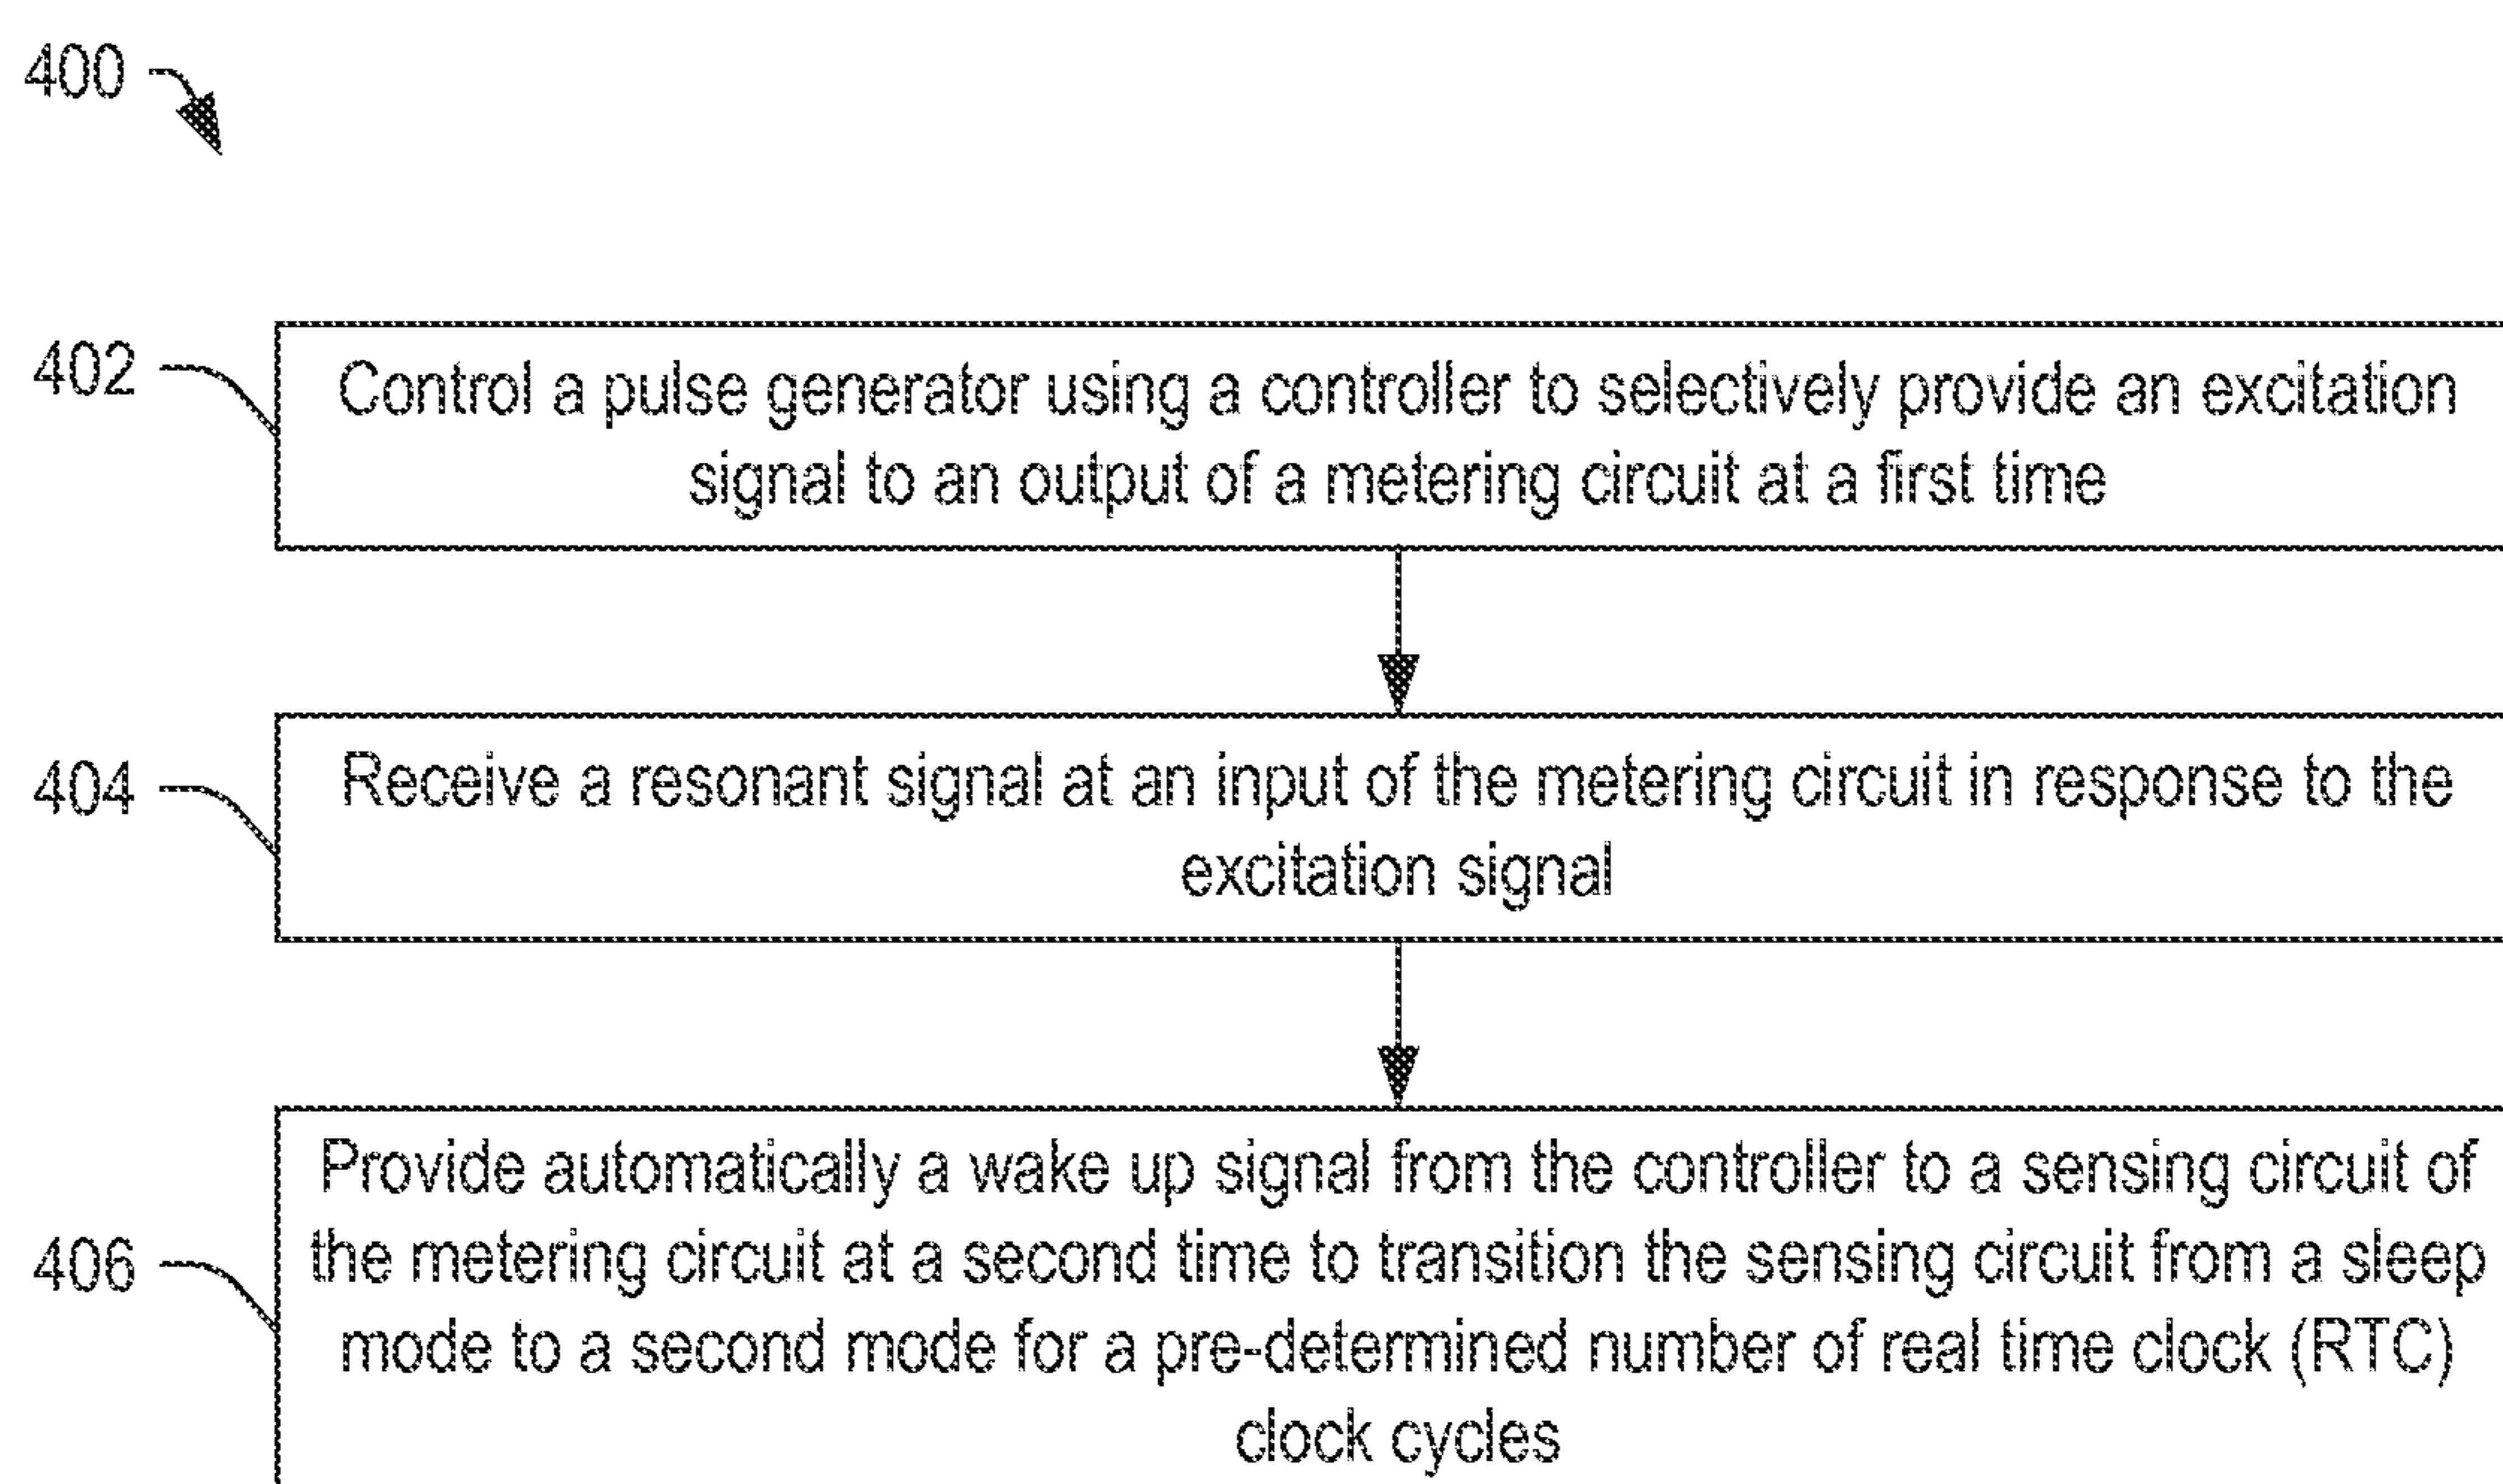 400
402
Control a pulse generator using a controller to selectively provide an excitation
signal to an output of a metering circuit at a first time
404
Receive a resonant signal at an input of the metering circuit in response to the
excitation signal
406
Provide automatically a wake up signal from the controller to a sensing circuit of
the metering circuit at a second time to transition the sensing circuit from a sleep
mode to a second mode for a pre-determined number of real time clock (RTC)
clock cycles